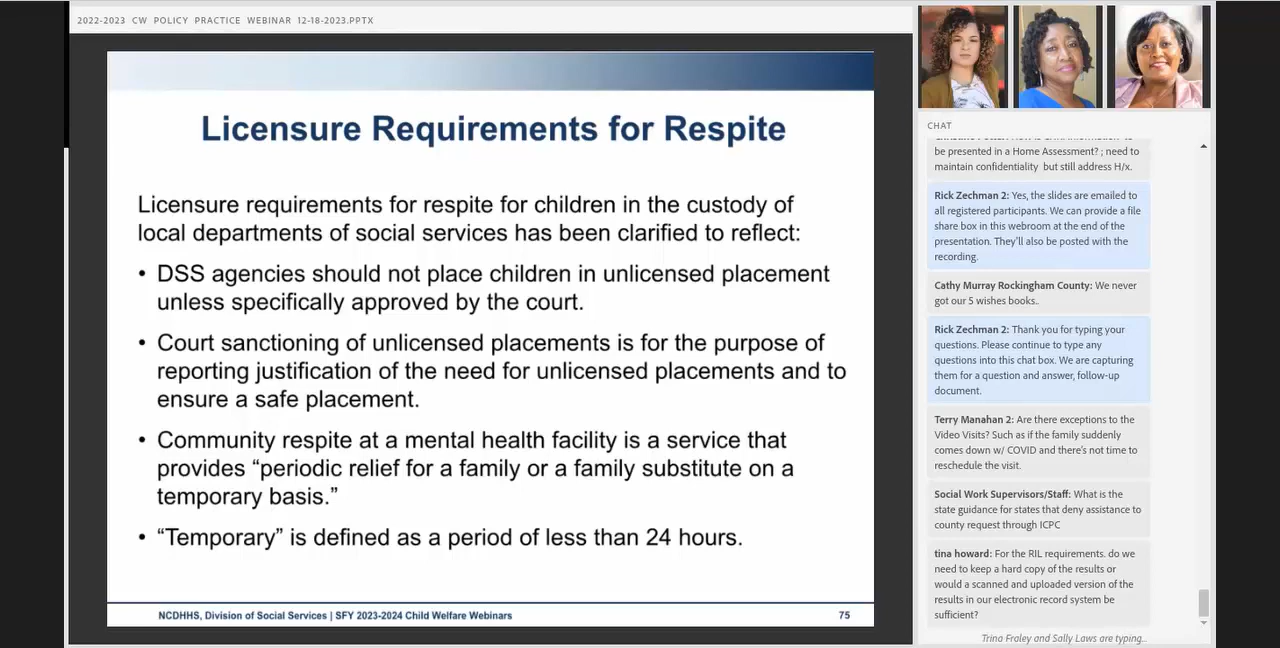 2022-2023 CW POLICY PRACTICE WEBINAR 12-18-2023.PPTX
Licensure Requirements for Respite
Licensure requirements for respite for children in the custody of
local departments of social services has been clarified to reflect:
• DSS agencies should not place children in unlicensed placement
unless specifically approved by the court.
• Court sanctioning of unlicensed placements is for the purpose of
reporting justification of the need for unlicensed placements and to
ensure a safe placement.
• Community respite at a mental health facility is a service that
provides “periodic relief for a family or a family substitute on a
temporary basis.”
• “Temporary” is defined as a period of less than 24 hours.
NCDHHS, Division of Social Services | SFY 2023-2024 Child Welfare Webinars
75
CHAT
be presented in a Home Assessment? ; need to
maintain confidentiality but still address H/x.
Rick Zechman 2: Yes, the slides are emailed to
all registered participants. We can provide a file
share box in this webroom at the end of the
presentation. They'll also be posted with the
recording.
Cathy Murray Rockingham County: We never
got our 5 wishes books..
Rick Zechman 2: Thank you for typing your
questions. Please continue to type any
questions into this chat box. We are capturing
them for a question and answer, follow-up
document.
Terry Manahan 2: Are there exceptions to the
Video Visits? Such as if the family suddenly
comes down w/ COVID and there's not time to
reschedule the visit.
Social Work Supervisors/Staff: What is the
state guidance for states that deny assistance to
county request through ICPC
tina howard: For the RIL requirements. do we
need to keep a hard copy of the results or
would a scanned and uploaded version of the
results in our electronic record system be
sufficient?
Trina Fraley and Sally Laws are typing..